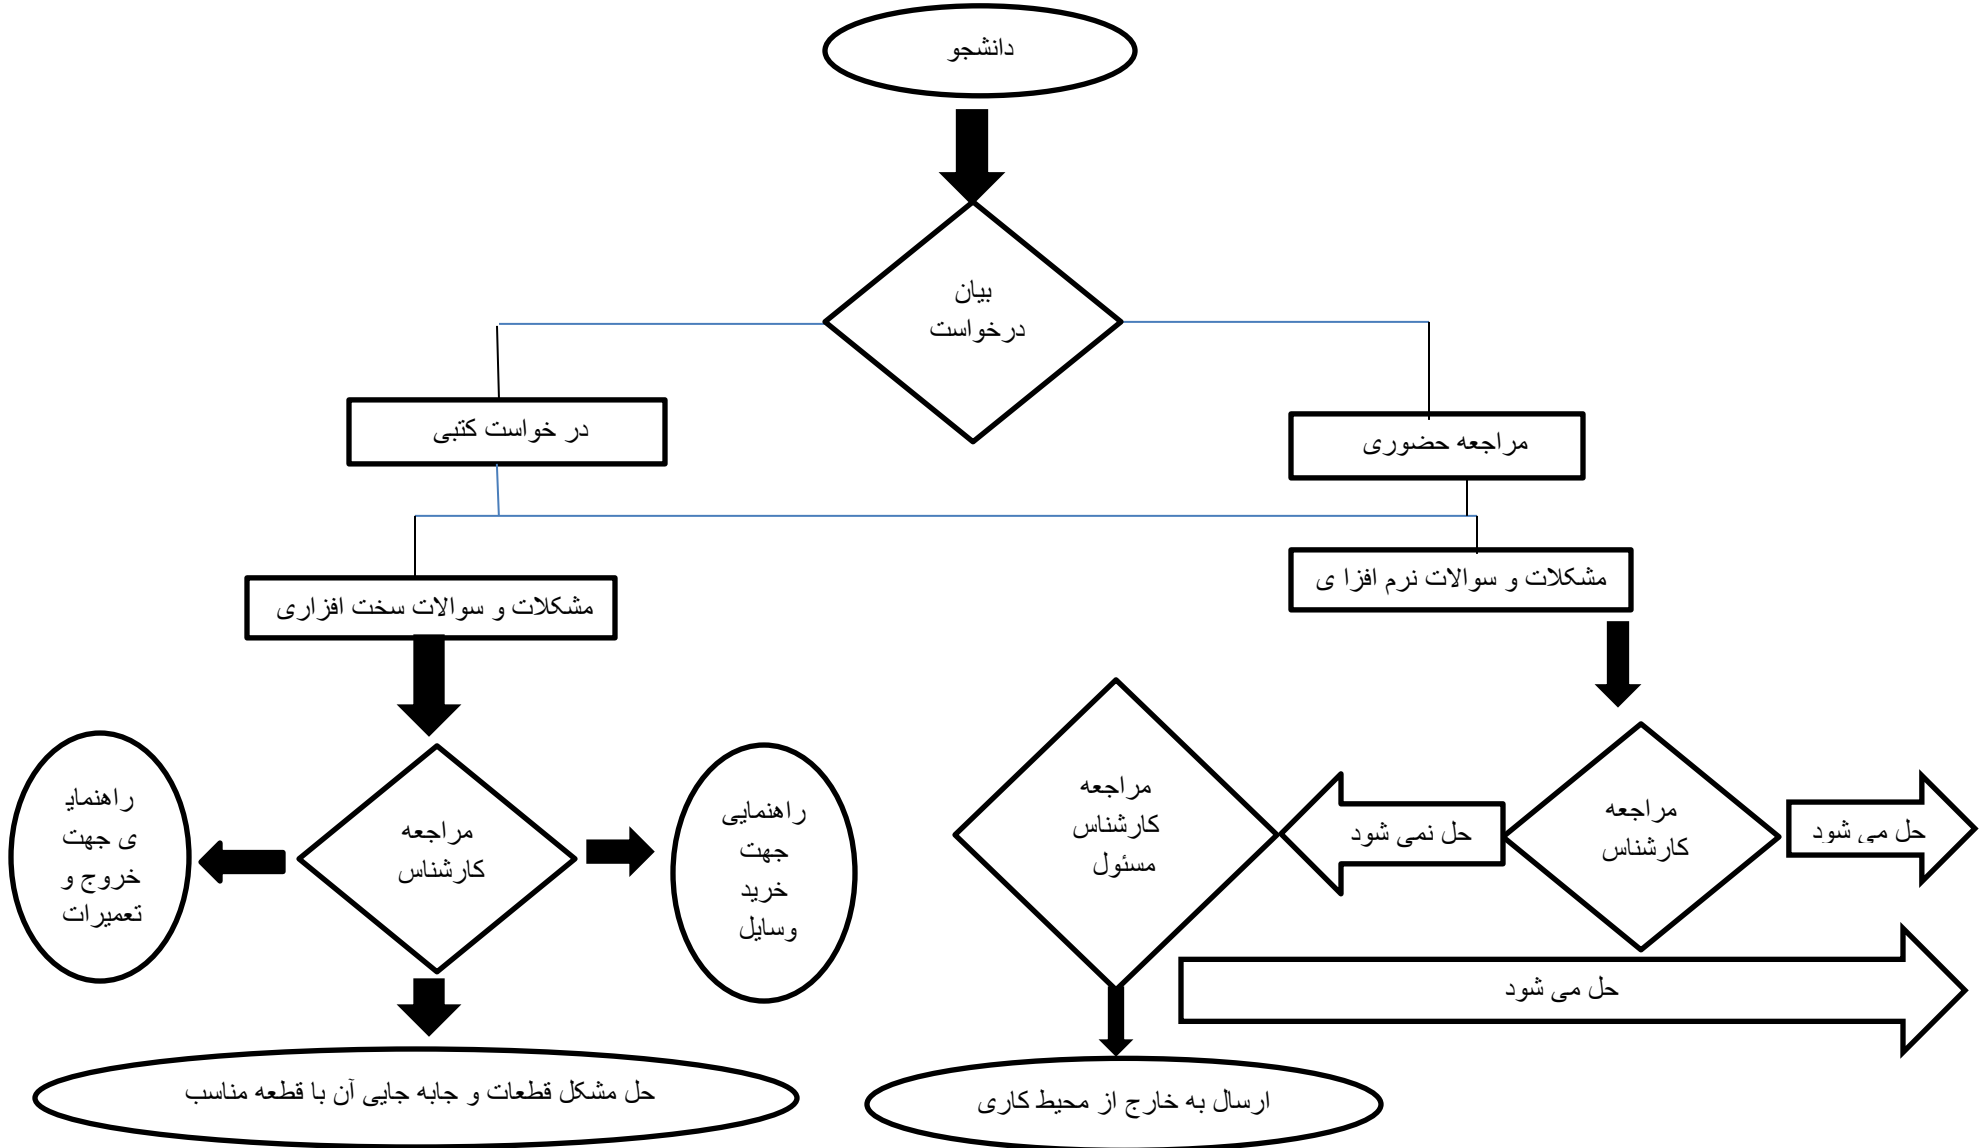 دانشجو
بیان
درخواست
در خواست کتبی
مراجعه حضوری
مشکلات و سوالات نرم افزا ی
مشکلات و سوالات سخت افزاری
مراجعه
کارشناس
مسئول
مراجعه
کارشناس
حل می شود
حل نمی شود
راهنمای
ی جهت
خروج و
تعمیرات
مراجعه
کارشناس
راهنمایی
جهت
خرید
وسایل
حل می شود
حل مشکل قطعات و جابه جایی آن با قطعه مناسب
ارسال به خارج از محیط کاری